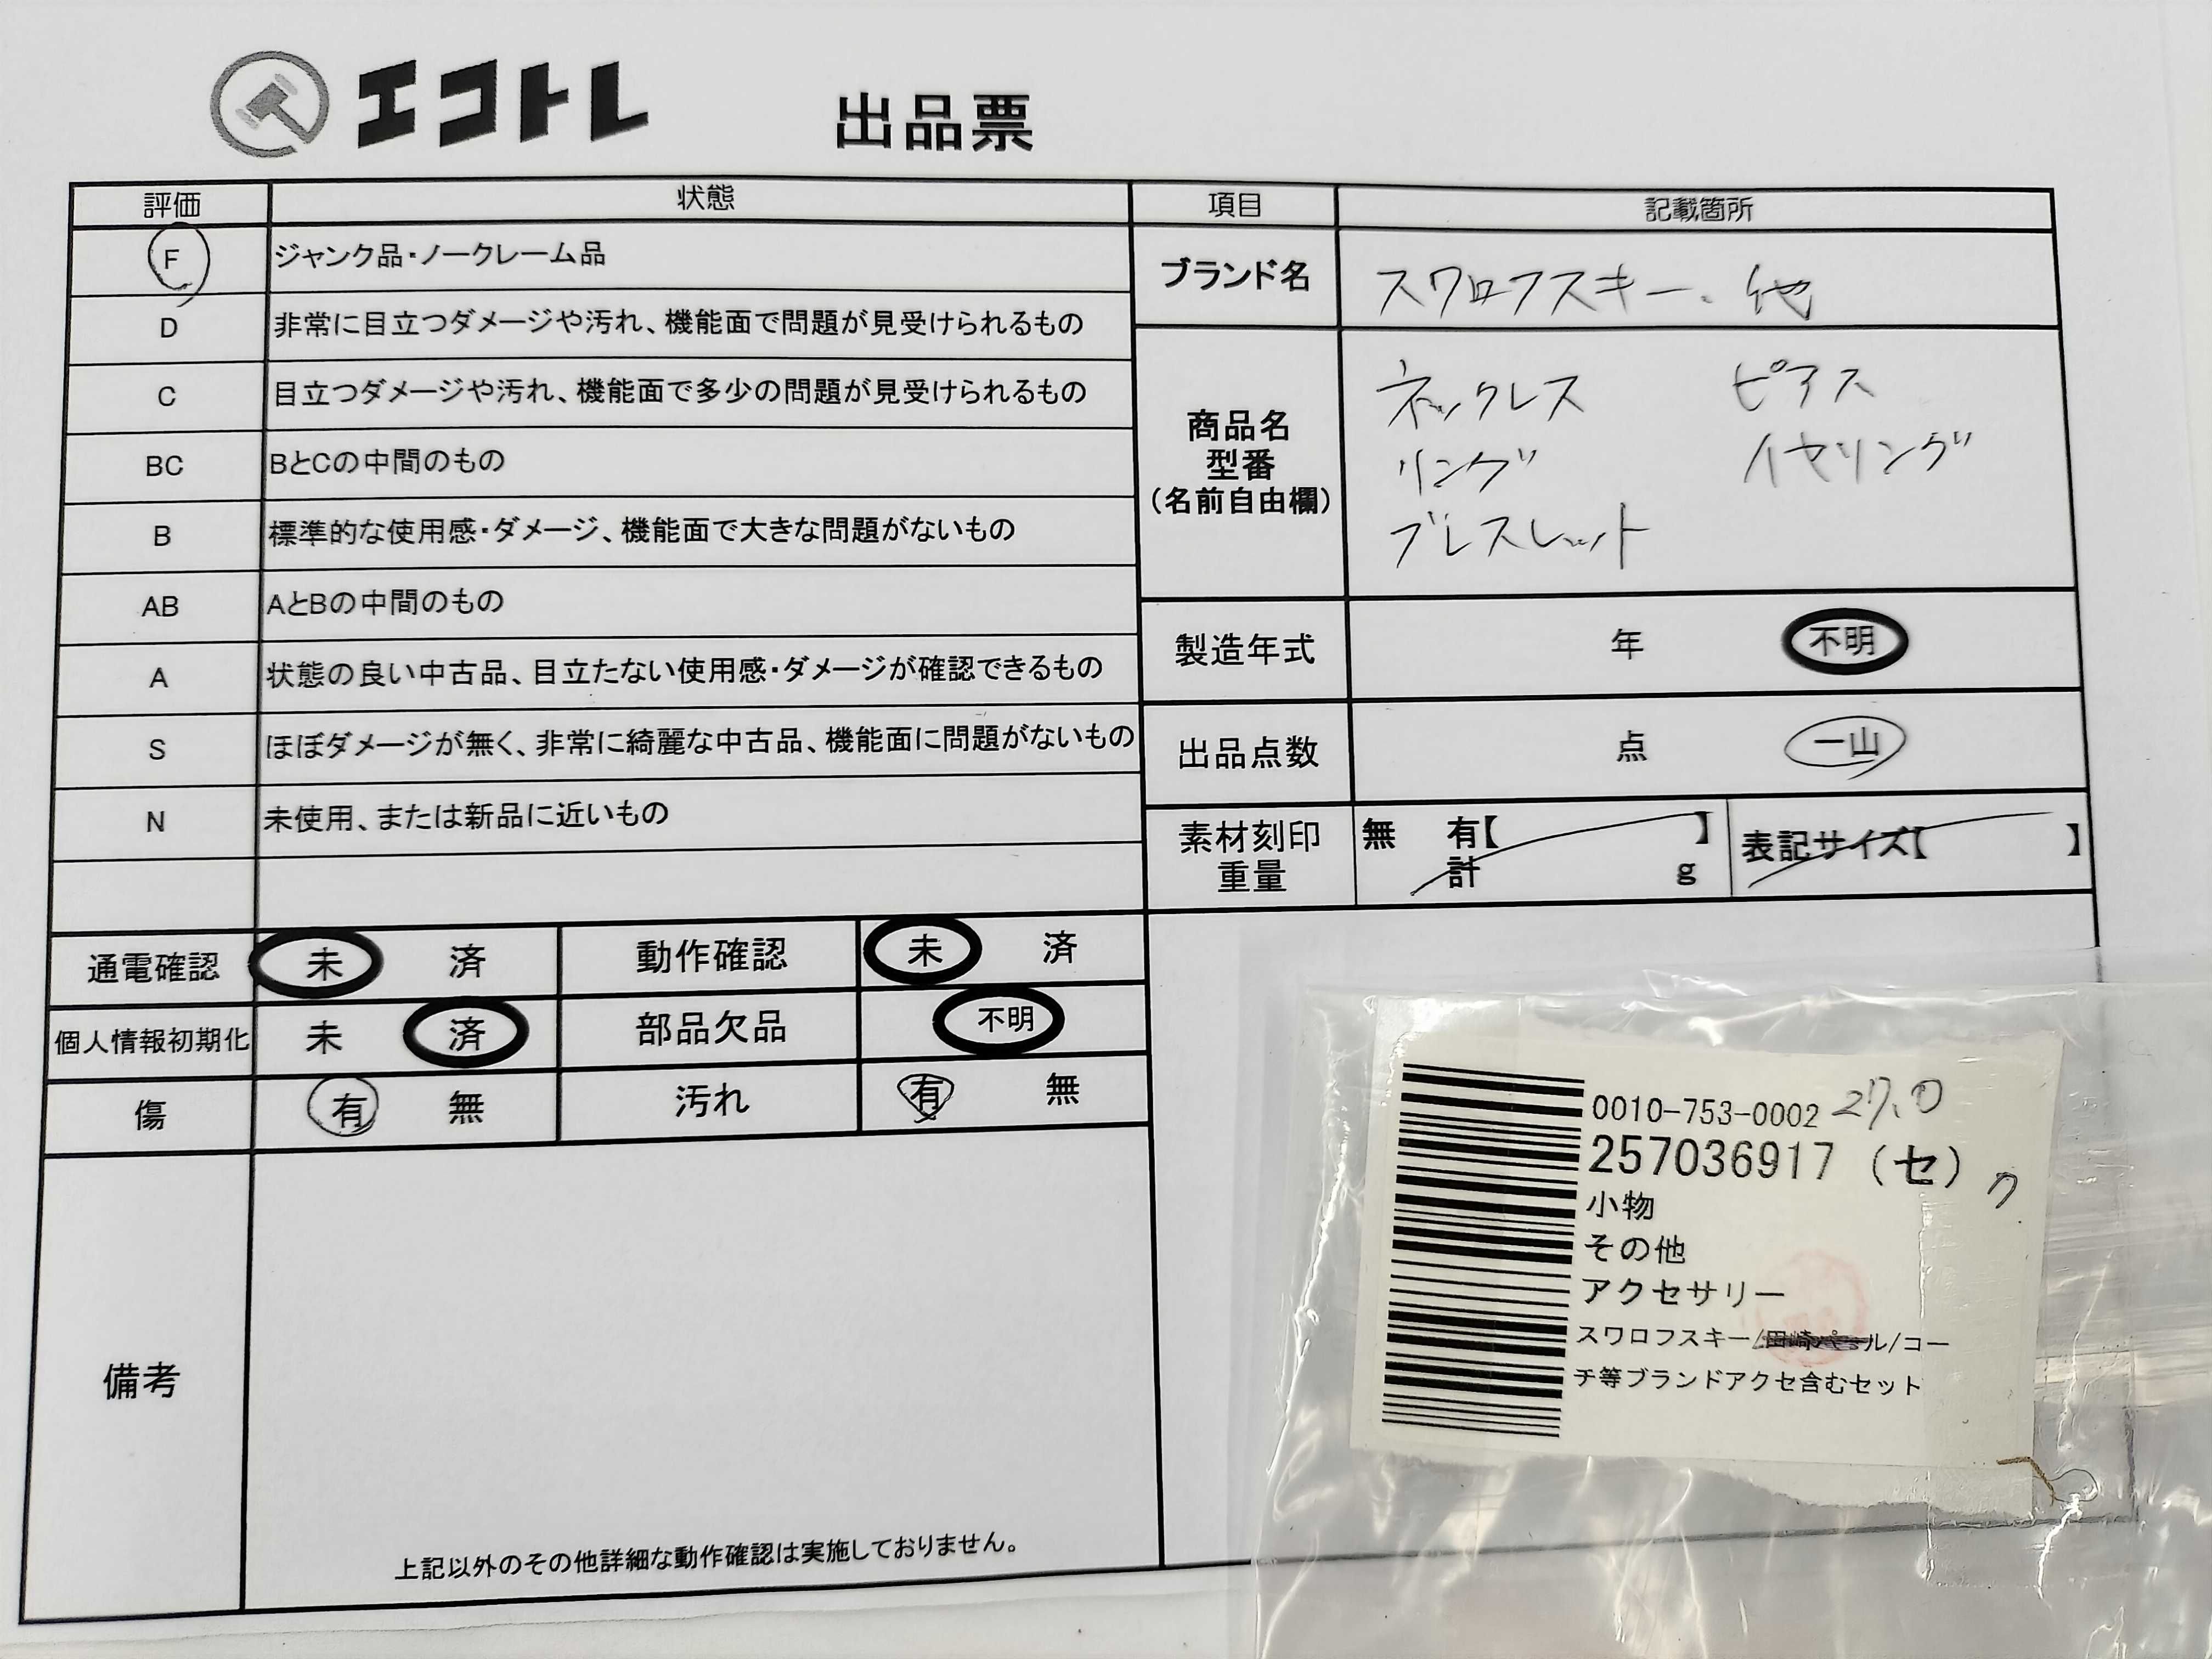 エコトレ 出品票
評価 状態
F ジャンク品・ノークレーム品
D 非常に目立つダメージや汚れ、機能面で問題が見受けられるもの
C 目立つダメージや汚れ、機能面で多少の問題が見受けられるもの
BC BとCの中間のもの
B 標準的な使用感・ダメージ、機能面で大きな問題がないもの
AB AとBの中間のもの
A 状態の良い中古品、目立たない使用感・ダメージが確認できるもの
S ほぼダメージが無く、非常に綺麗な中古品、機能面に問題がないもの
N 未使用、または新品に近いもの
項目 記載箇所
ブランド名 スワロフスキー、他
商品名
型番
(名前自由欄)
ネックレス ピアス
リング イヤリング
ブレスレット
製造年式 年 不明
出品点数 点 一山
素材刻印
重量
無 有【 】
計 g
表記サイズ【 】
通電確認 未 済 動作確認 未 済
個人情報初期化 未 済 部品欠品 不明
傷 有 無 汚れ 有 無
備考
上記以外のその他詳細な動作確認は実施しておりません。
0010-753-0002 27.0
257036917 (セ)
小物
その他
アクセサリー
スワロフスキー/田崎パール/コー
チ等ブランドアクセ含むセット